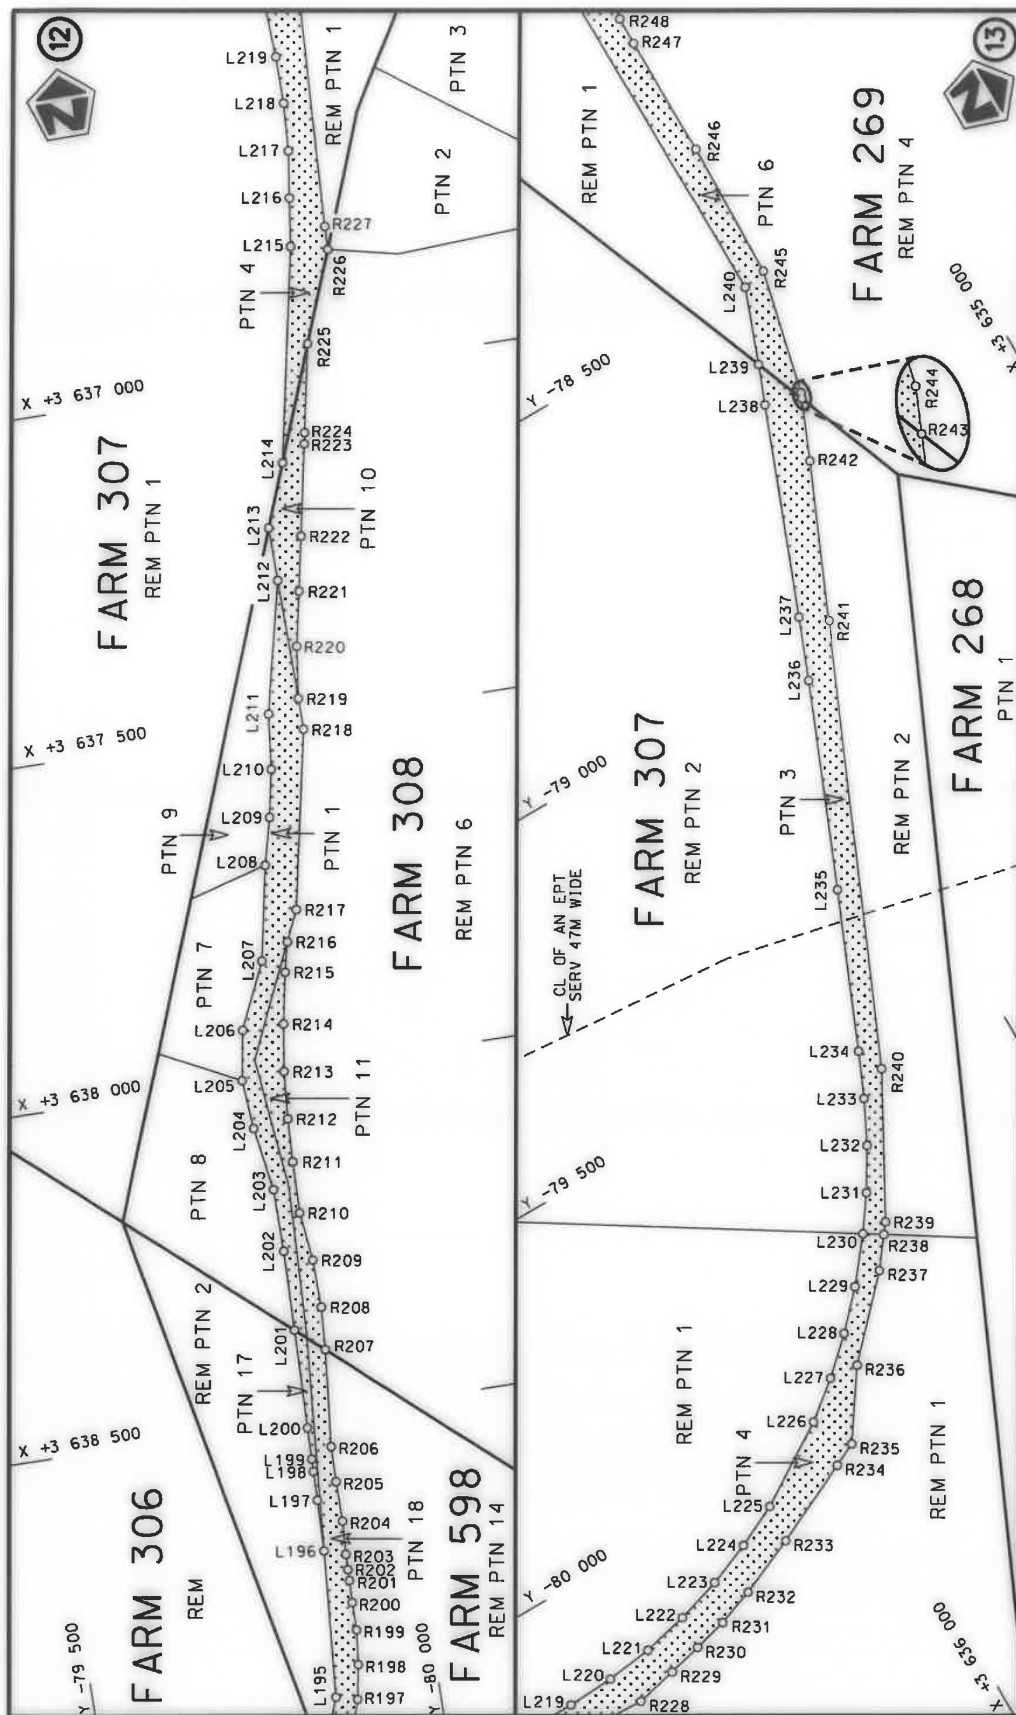 12
N
L219
L218
L217
L216
L215
L214
L213
L212
L211
L210
L209
L208
L207
L206
L205
L204
L203
L202
L201
L200
L199
L198
L197
L196
L195
R227
R226
R225
R224
R223
R222
R221
R220
R219
R218
R217
R216
R215
R214
R213
R212
R211
R210
R209
R208
R207
R206
R205
R204
R203
R202
R201
R200
R199
R198
R197
REM PTN 1
PTN 3
PTN 2
PTN 4
PTN 10
X +3 637 000
FARM 307
REM PTN 1
X +3 637 500
PTN 9
PTN 1
FARM 308
REM PTN 6
PTN 7
X +3 638 000
PTN 11
PTN 8
REM PTN 2
PTN 17
X +3 638 500
FARM 306
REM
PTN 18
FARM 598
REM PTN 14
Y -79 500
Y -80 000
13
N
R248
R247
R246
R245
R244
R243
R242
R241
R240
R239
R238
R237
R236
R235
R234
R233
R232
R231
R230
R229
R228
L240
L239
L238
L237
L236
L235
L234
L233
L232
L231
L230
L229
L228
L227
L226
L225
L224
L223
L222
L221
L220
L219
REM PTN 1
PTN 6
FARM 269
REM PTN 4
+3 635 000
Y -78 500
FARM 307
REM PTN 2
Y -79 000
PTN 3
REM PTN 2
FARM 268
PTN 1
CL OF AN EPT
SERV 47M WIDE
Y -79 500
REM PTN 1
PTN 4
REM PTN 1
Y -80 000
X +3 636 000